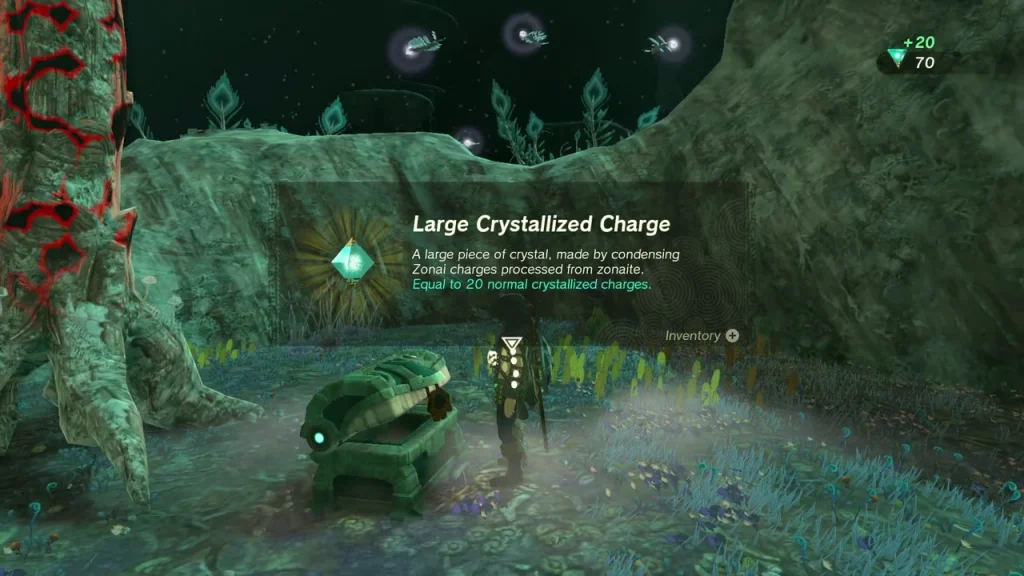 +20
70
Large Crystallized Charge
A large piece of crystal, made by condensing
Zonai charges processed from zonaite.
Equal to 20 normal crystallized charges.
Inventory +